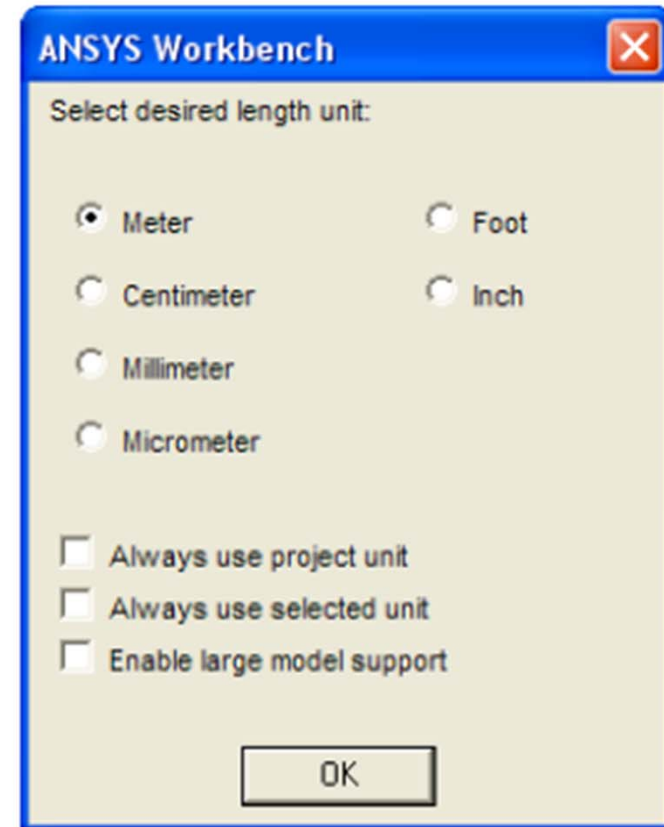 ANSYS Workbench
Select desired length unit:
Meter
Foot
Centimeter
Inch
Millimeter
Micrometer
Always use project unit
Always use selected unit
Enable large model support
OK